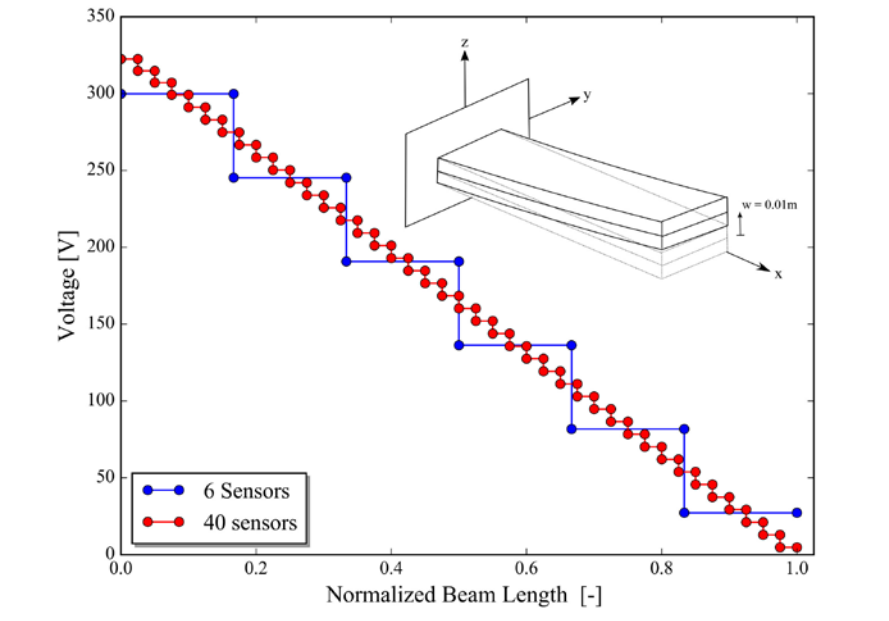 350
300
250
200
150
100
50
0
Voltage [V]
z
y
w = 0.01m
x
6 Sensors
40 sensors
0.0 0.2 0.4 0.6 0.8 1.0
Normalized Beam Length [-]